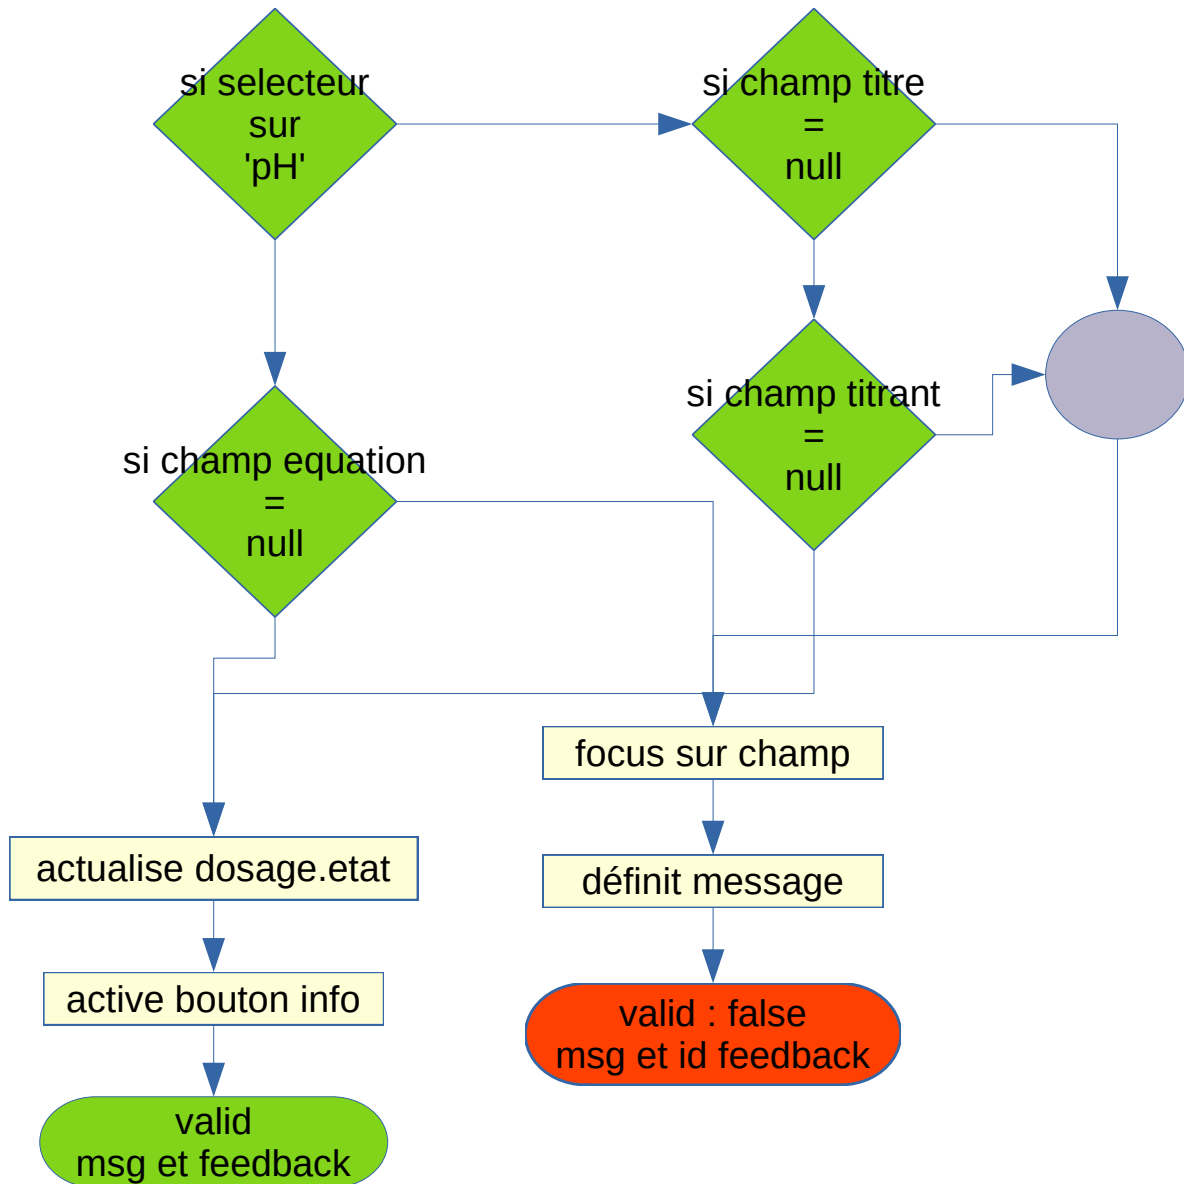 si selecteur
sur
'pH'
si champ titre
=
null
si champ titrant
=
null
si champ equation
=
null
focus sur champ
actualise dosage.etat
définit message
active bouton info
valid : false
msg et id feedback
valid
msg et feedback